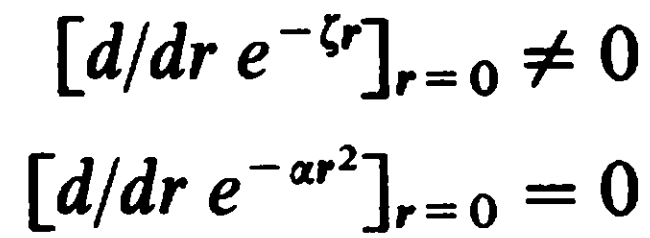 [d/dr e^{-ζr}]_{r=0} ≠ 0
[d/dr e^{-αr^2}]_{r=0} = 0